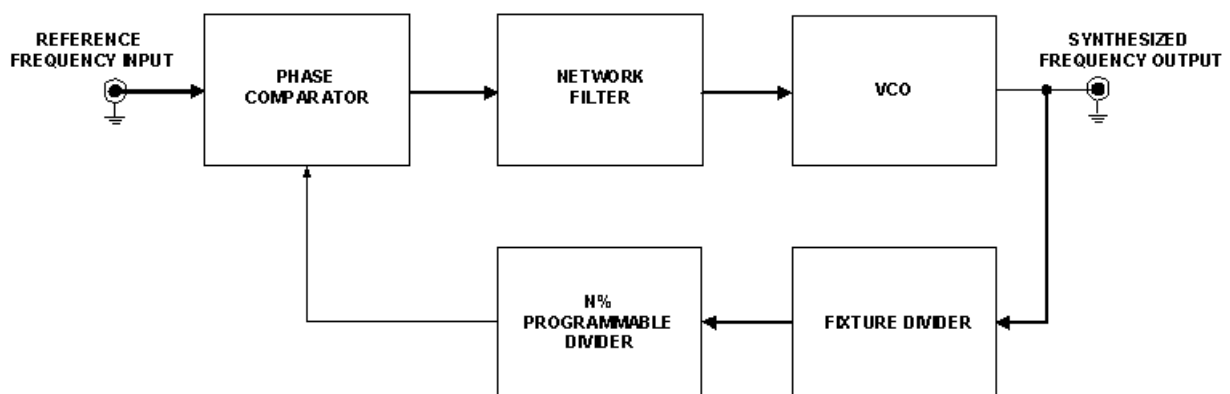 REFERENCE
FREQUENCY INPUT
PHASE
COMPARATOR
NETWORK
FILTER
VCO
SYNTHESIZED
FREQUENCY OUTPUT
N%
PROGRAMMABLE
DIVIDER
FIXTURE DIVIDER